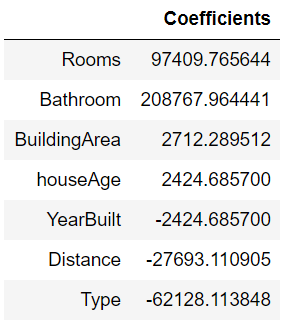 Coefficients
Rooms 97409.765644
Bathroom 208767.964441
BuildingArea 2712.289512
houseAge 2424.685700
YearBuilt -2424.685700
Distance -27693.110905
Type -62128.113848